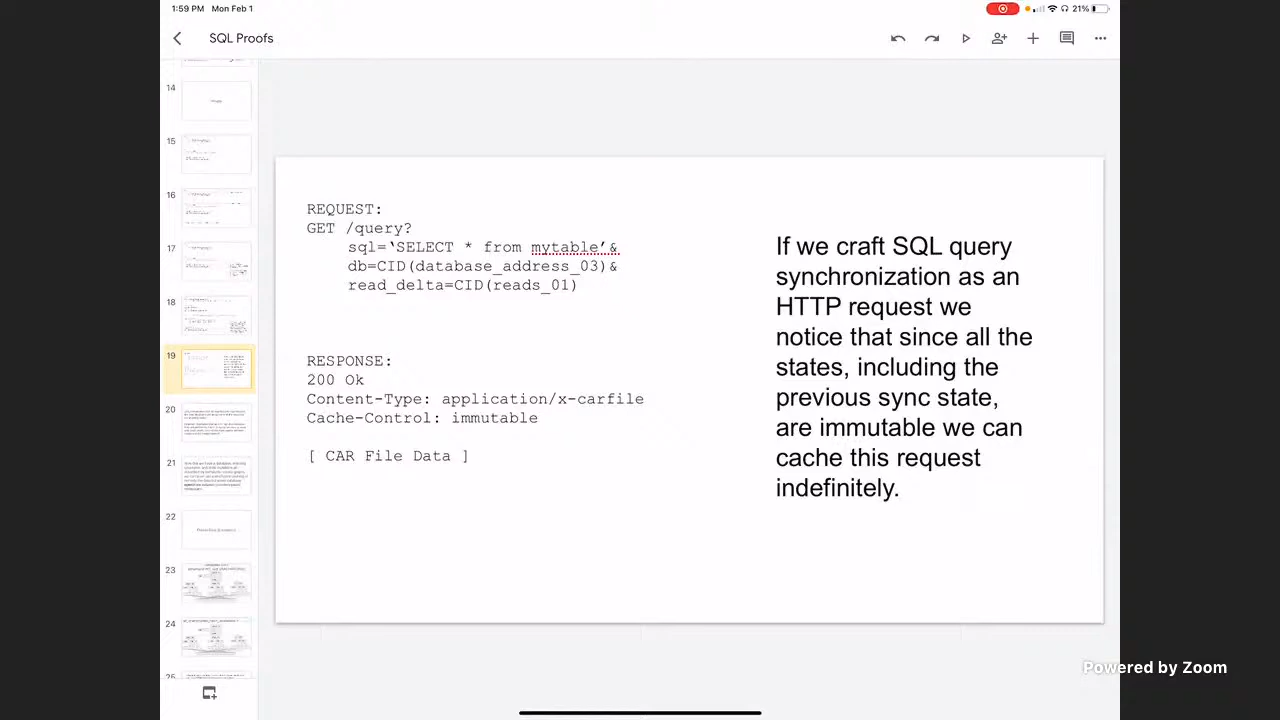 1:59 PM Mon Feb 1
21%
SQL Proofs
14
15
16
17
18
19
20
21
22
23
24
25
REQUEST:
GET /query?
sql=‘SELECT * from mytable’&
db=CID(database_address_03)&
read_delta=CID(reads_01)
RESPONSE:
200 Ok
Content-Type: application/x-carfile
Cache-Control: immutable
[ CAR File Data ]
If we craft SQL query
synchronization as an
HTTP request we
notice that since all the
states, including the
previous sync state,
are immutable we can
cache this request
indefinitely.
Powered by Zoom